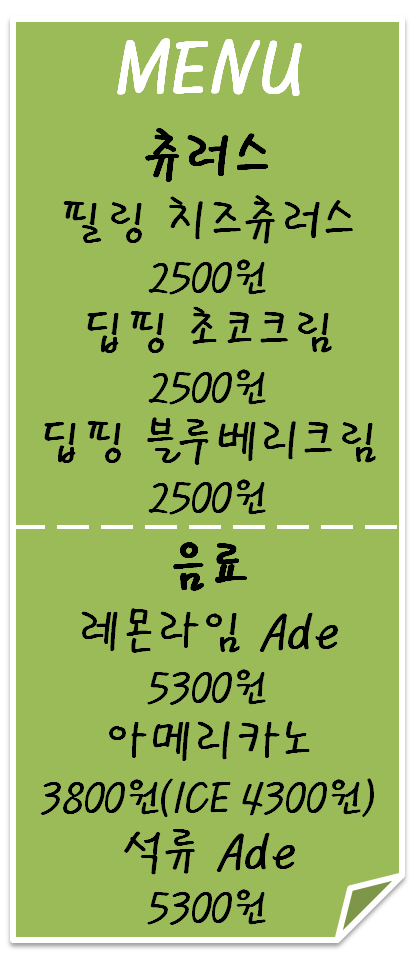 MENU
츄러스
필링 치즈츄러스
2500원
딥핑 초코크림
2500원
딥핑 블루베리크림
2500원
음료
레몬라임 Ade
5300원
아메리카노
3800원(ICE 4300원)
석류 Ade
5300원